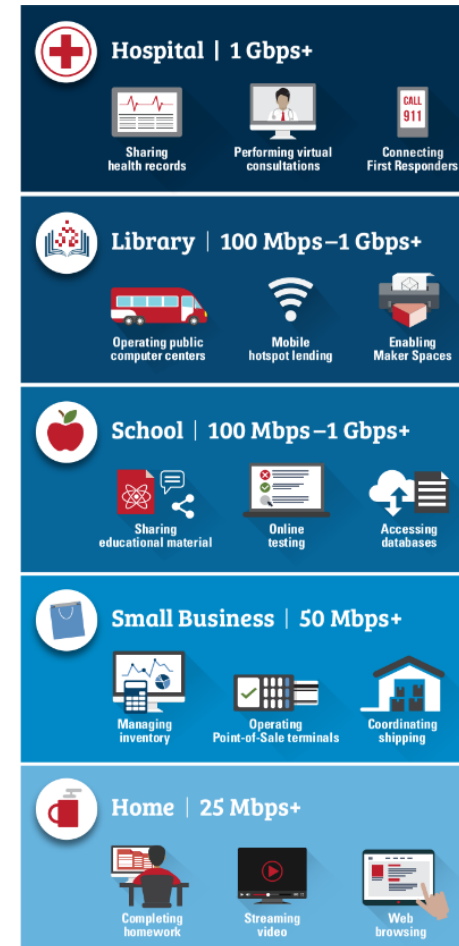 Hospital | 1 Gbps+
CALL
911
Sharing
health records
Performing virtual
consultations
Connecting
First Responders
Library | 100 Mbps–1 Gbps+
Operating public
computer centers
Mobile
hotspot lending
Enabling
Maker Spaces
School | 100 Mbps–1 Gbps+
Sharing
educational material
Online
testing
Accessing
databases
Small Business | 50 Mbps+
Managing
inventory
Operating
Point-of-Sale terminals
Coordinating
shipping
Home | 25 Mbps+
Completing
homework
Streaming
video
Web
browsing